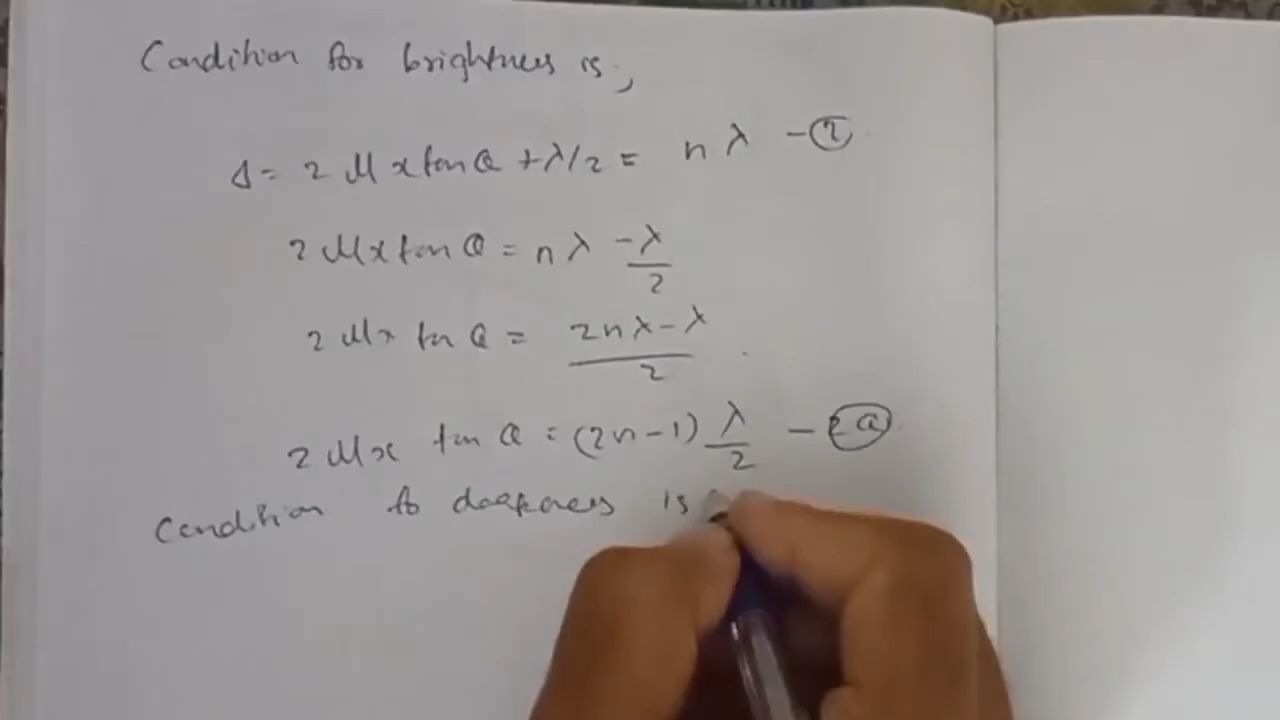 Condition for brightness is,
Δ = 2 μ x tan θ + λ/2 = n λ - ②
2 μ x tan θ = n λ - λ/2
2 μ x tan θ = 2nλ - λ / 2
2 μ x tan θ = (2n - 1) λ/2 - ②a
Condition for darkness is